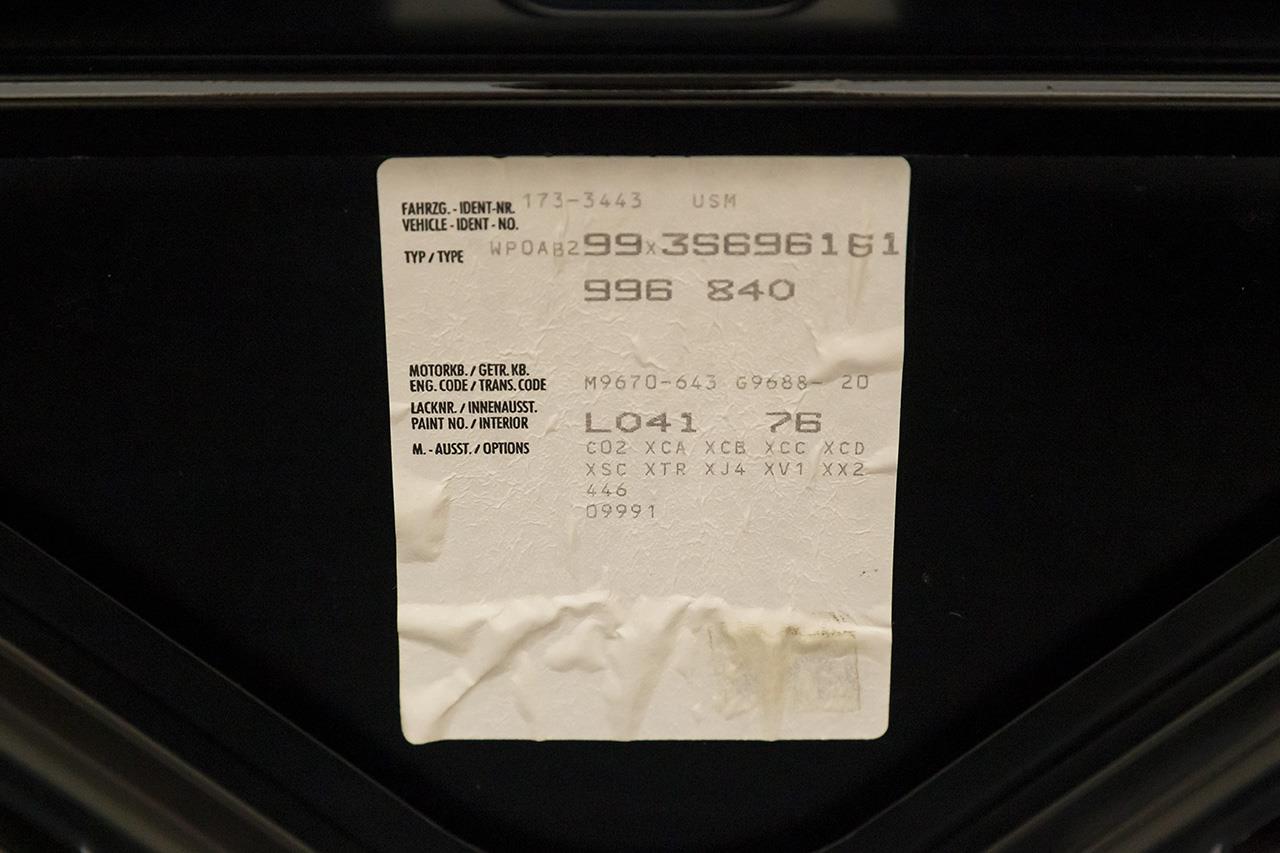 173-3443 USM
FAHRZG. - IDENT-NR.
VEHICLE - IDENT - NO.
TYP / TYPE
WP0AB299X3S696161
996 840
MOTORKB. / GETR. KB.
ENG. CODE / TRANS. CODE
M9670-643 G9688- 20
LACKNR. / INNENAUSST.
PAINT NO. / INTERIOR
L041 76
M. - AUSST. / OPTIONS
C02 XCA XCB XCC XCD
XSC XTR XJ4 XV1 XX2
446
09991